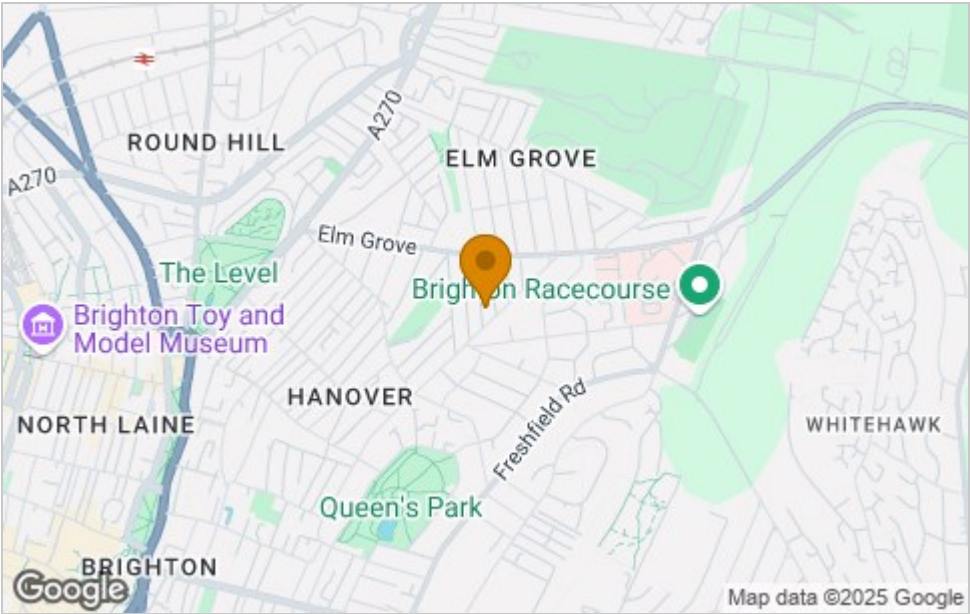 A270
ROUND HILL
ELM GROVE
A270
Elm Grove
The Level
Brighton Racecourse
Brighton Toy and
Model Museum
HANOVER
NORTH LAINE
Freshfield Rd
WHITEHAWK
Queen's Park
BRIGHTON
Google
Map data ©2025 Google